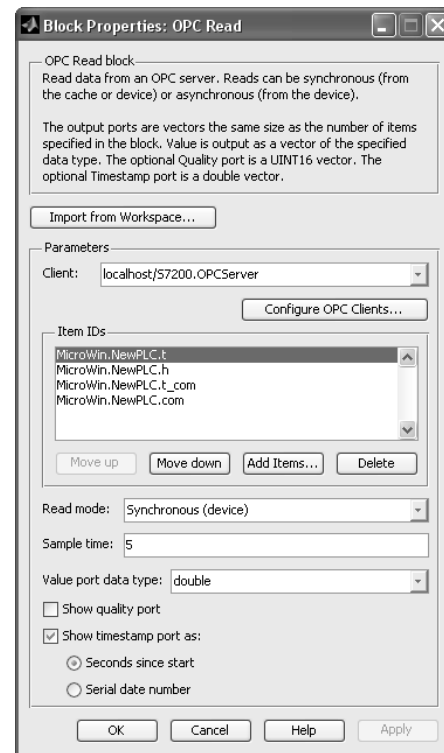 Block Properties: OPC Read
OPC Read block
Read data from an OPC server. Reads can be synchronous (from
the cache or device) or asynchronous (from the device).
The output ports are vectors the same size as the number of items
specified in the block. Value is output as a vector of the specified
data type. The optional Quality port is a UINT16 vector. The
optional Timestamp port is a double vector.
Import from Workspace...
Parameters
Client: localhost/S7200.OPCServer
Configure OPC Clients...
Item IDs
MicroWin.NewPLC.t
MicroWin.NewPLC.h
MicroWin.NewPLC.t_com
MicroWin.NewPLC.com
Move up Move down Add Items... Delete
Read mode: Synchronous (device)
Sample time: 5
Value port data type: double
Show quality port
Show timestamp port as:
Seconds since start
Serial date number
OK Cancel Help Apply